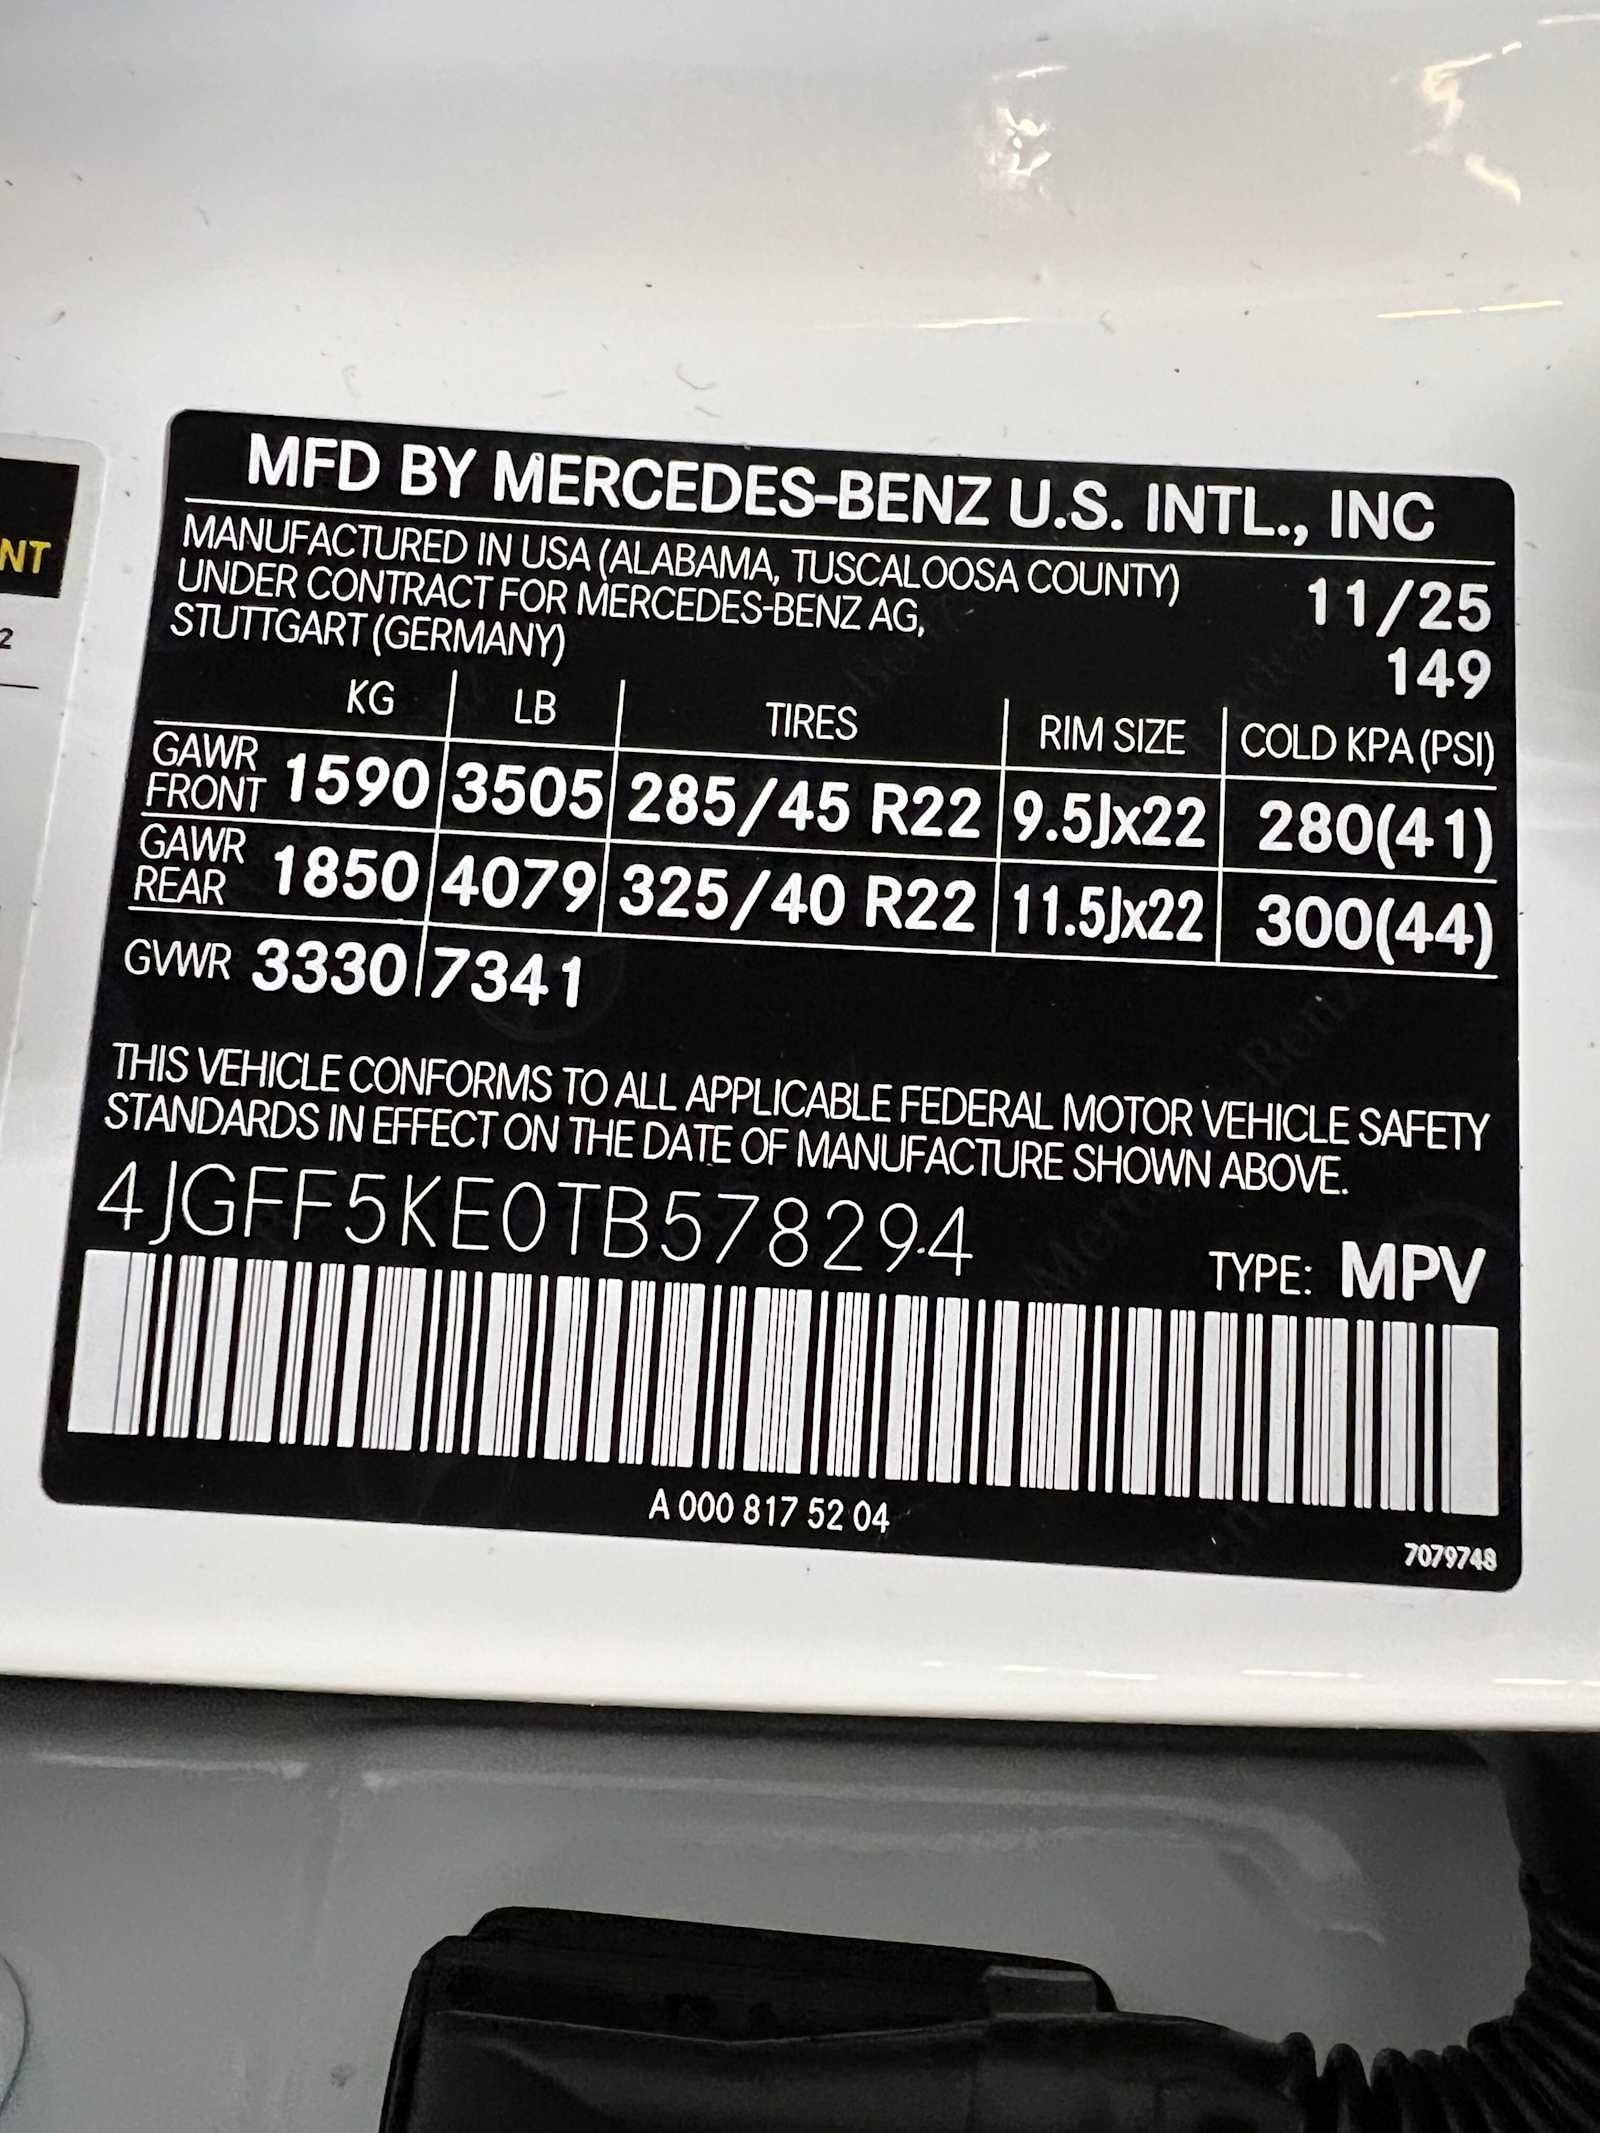 MFD BY MERCEDES-BENZ U.S. INTL., INC
MANUFACTURED IN USA (ALABAMA, TUSCALOOSA COUNTY)
UNDER CONTRACT FOR MERCEDES-BENZ AG,
STUTTGART (GERMANY)
11/25
149
KG LB TIRES RIM SIZE COLD KPA (PSI)
GAWR FRONT 1590 3505 285/45 R22 9.5Jx22 280(41)
GAWR REAR 1850 4079 325/40 R22 11.5Jx22 300(44)
GVWR 3330 7341
THIS VEHICLE CONFORMS TO ALL APPLICABLE FEDERAL MOTOR VEHICLE SAFETY
STANDARDS IN EFFECT ON THE DATE OF MANUFACTURE SHOWN ABOVE.
4JGFF5KE0TB578294
TYPE: MPV
A 000 817 52 04
7079748
NT
2